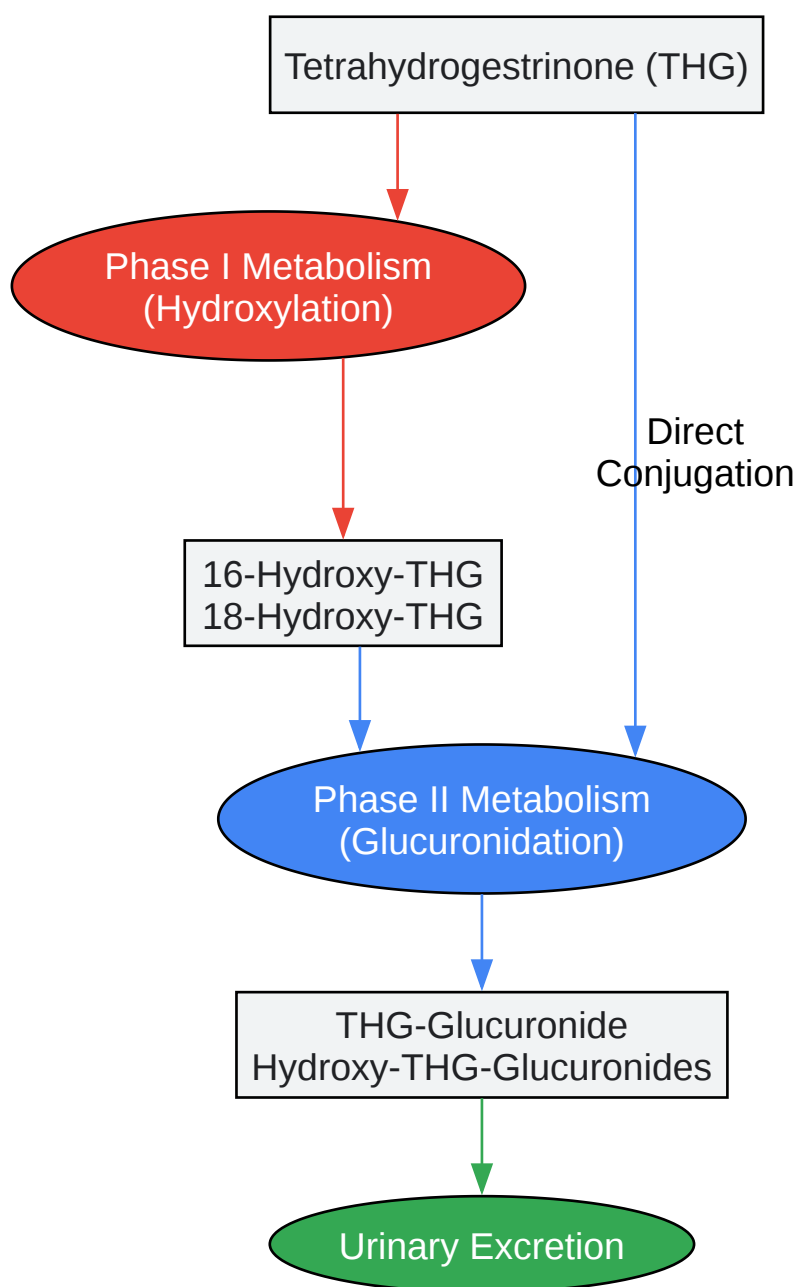 Tetrahydrogestrinone (THG)
Phase I Metabolism
(Hydroxylation)
Direct
Conjugation
16-Hydroxy-THG
18-Hydroxy-THG
Phase II Metabolism
(Glucuronidation)
THG-Glucuronide
Hydroxy-THG-Glucuronides
Urinary Excretion